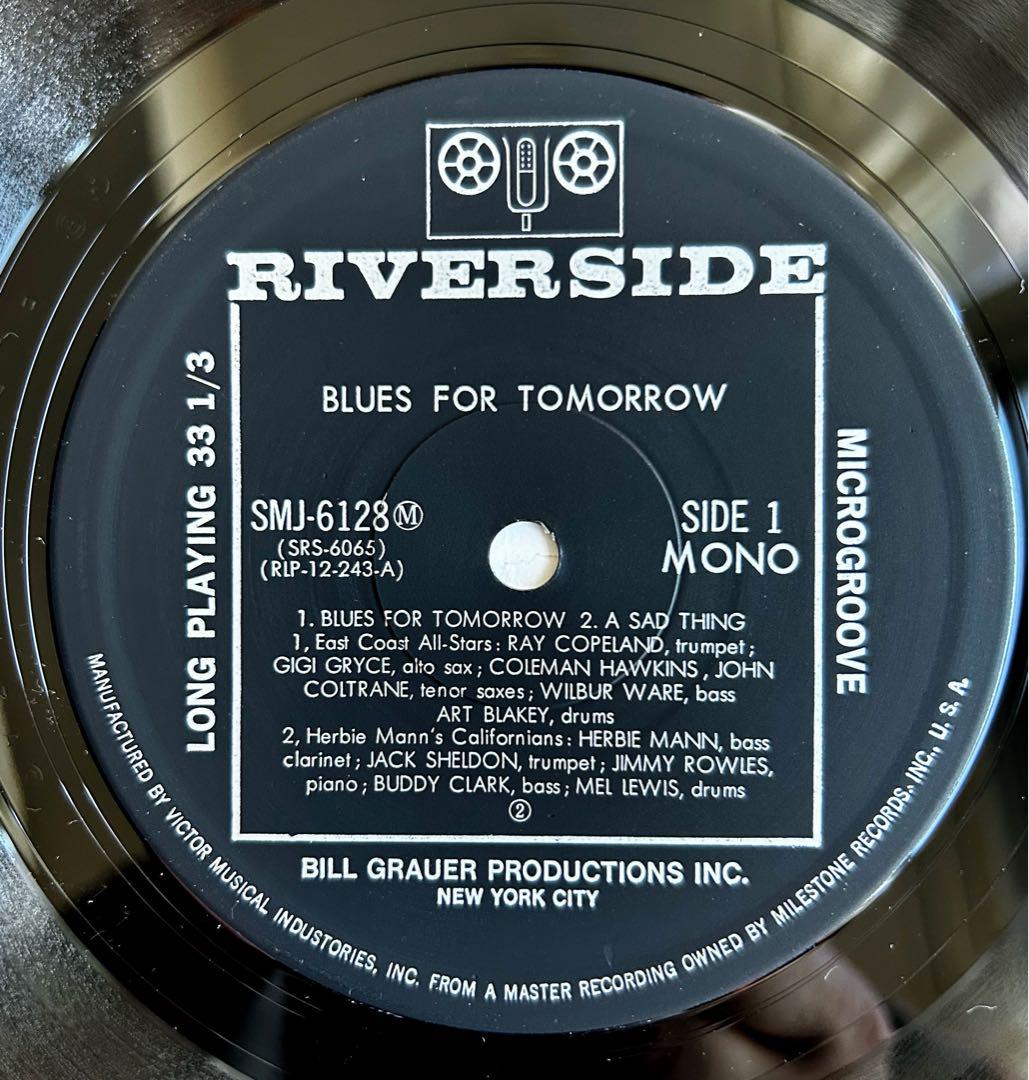 RIVERSIDE
BLUES FOR TOMORROW
LONG PLAYING 33 1/3
MICROGROOVE
SMJ-6128Ⓜ
(SRS-6065)
(RLP-12-243-A)
SIDE 1
MONO
1. BLUES FOR TOMORROW 2. A SAD THING
1, East Coast All-Stars: RAY COPELAND, trumpet;
GIGI GRYCE, alto sax; COLEMAN HAWKINS, JOHN
COLTRANE, tenor saxes; WILBUR WARE, bass
ART BLAKEY, drums
2, Herbie Mann's Californians: HERBIE MANN, bass
clarinet; JACK SHELDON, trumpet; JIMMY ROWLES,
piano; BUDDY CLARK, bass; MEL LEWIS, drums
②
BILL GRAUER PRODUCTIONS INC.
NEW YORK CITY
MANUFACTURED BY VICTOR MUSICAL INDUSTORIES, INC. FROM A MASTER RECORDING OWNED BY MILESTONE RECORDS, INC., U. S. A.